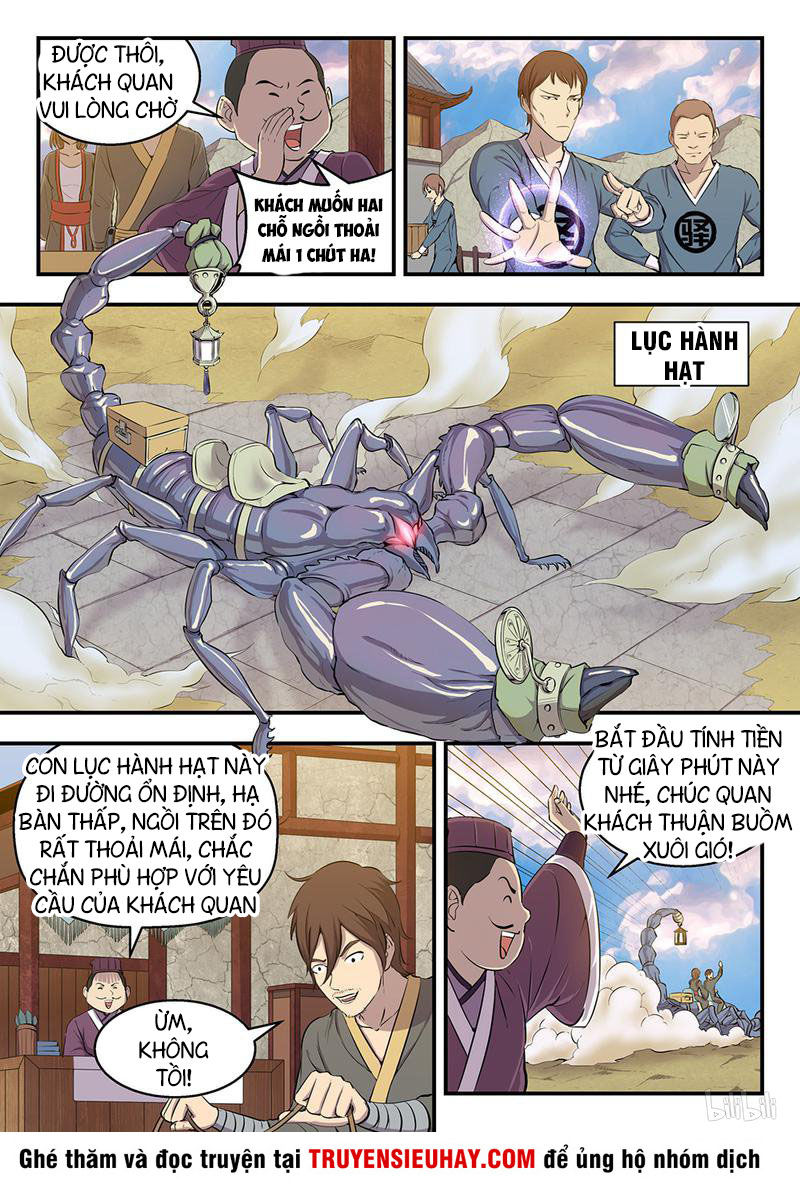 ĐƯỢC THÔI,
KHÁCH QUAN
VUI LÒNG CHỜ
KHÁCH MUỐN HAI
CHỖ NGỒI THOẢI
MÁI 1 CHÚT HA!
驿
LỤC HÀNH
HẠT
CON LỤC HÀNH HẠT NÀY
ĐI ĐƯỜNG ỔN ĐỊNH, HẠ
BÀN THẤP, NGỒI TRÊN ĐÓ
RẤT THOẢI MÁI, CHẮC
CHẮN PHÙ HỢP VỚI YÊU
CẦU CỦA KHÁCH QUAN
ỪM,
KHÔNG
TỒI!
BẮT ĐẦU TÍNH TIỀN
TỪ GIÂY PHÚT NÀY
NHÉ, CHÚC QUAN
KHÁCH THUẬN BUỒM
XUÔI GIÓ!
bilibili
Ghé thăm và đọc truyện tại TRUYENSIEUHAY.COM để ủng hộ nhóm dịch